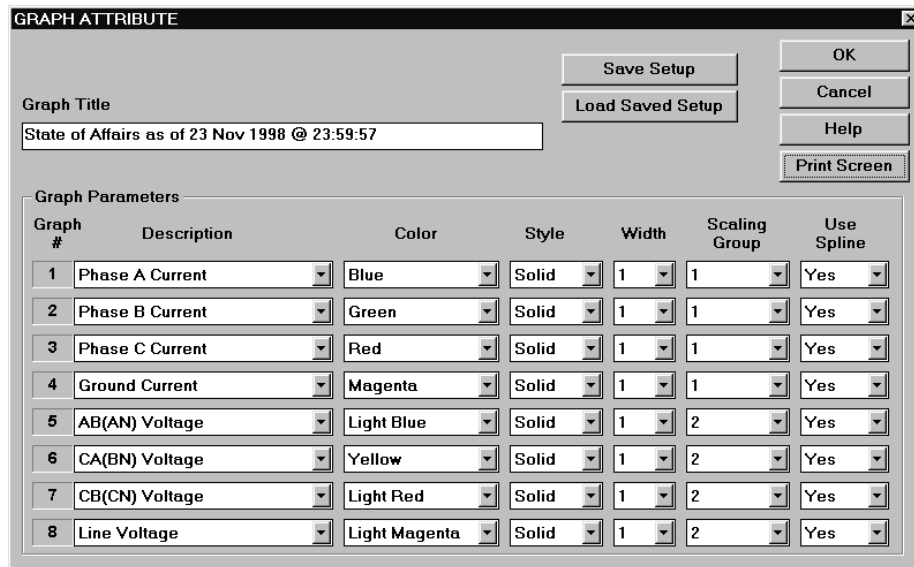 GRAPH ATTRIBUTE
OK
Save Setup
Cancel
Graph Title
Load Saved Setup
State of Affairs as of 23 Nov 1998 @ 23:59:57
Help
Print Screen
Graph Parameters
Graph # Description Color Style Width Scaling Group Use Spline
1 Phase A Current Blue Solid 1 1 Yes
2 Phase B Current Green Solid 1 1 Yes
3 Phase C Current Red Solid 1 1 Yes
4 Ground Current Magenta Solid 1 1 Yes
5 AB(AN) Voltage Light Blue Solid 1 2 Yes
6 CA(BN) Voltage Yellow Solid 1 2 Yes
7 CB(CN) Voltage Light Red Solid 1 2 Yes
8 Line Voltage Light Magenta Solid 1 2 Yes